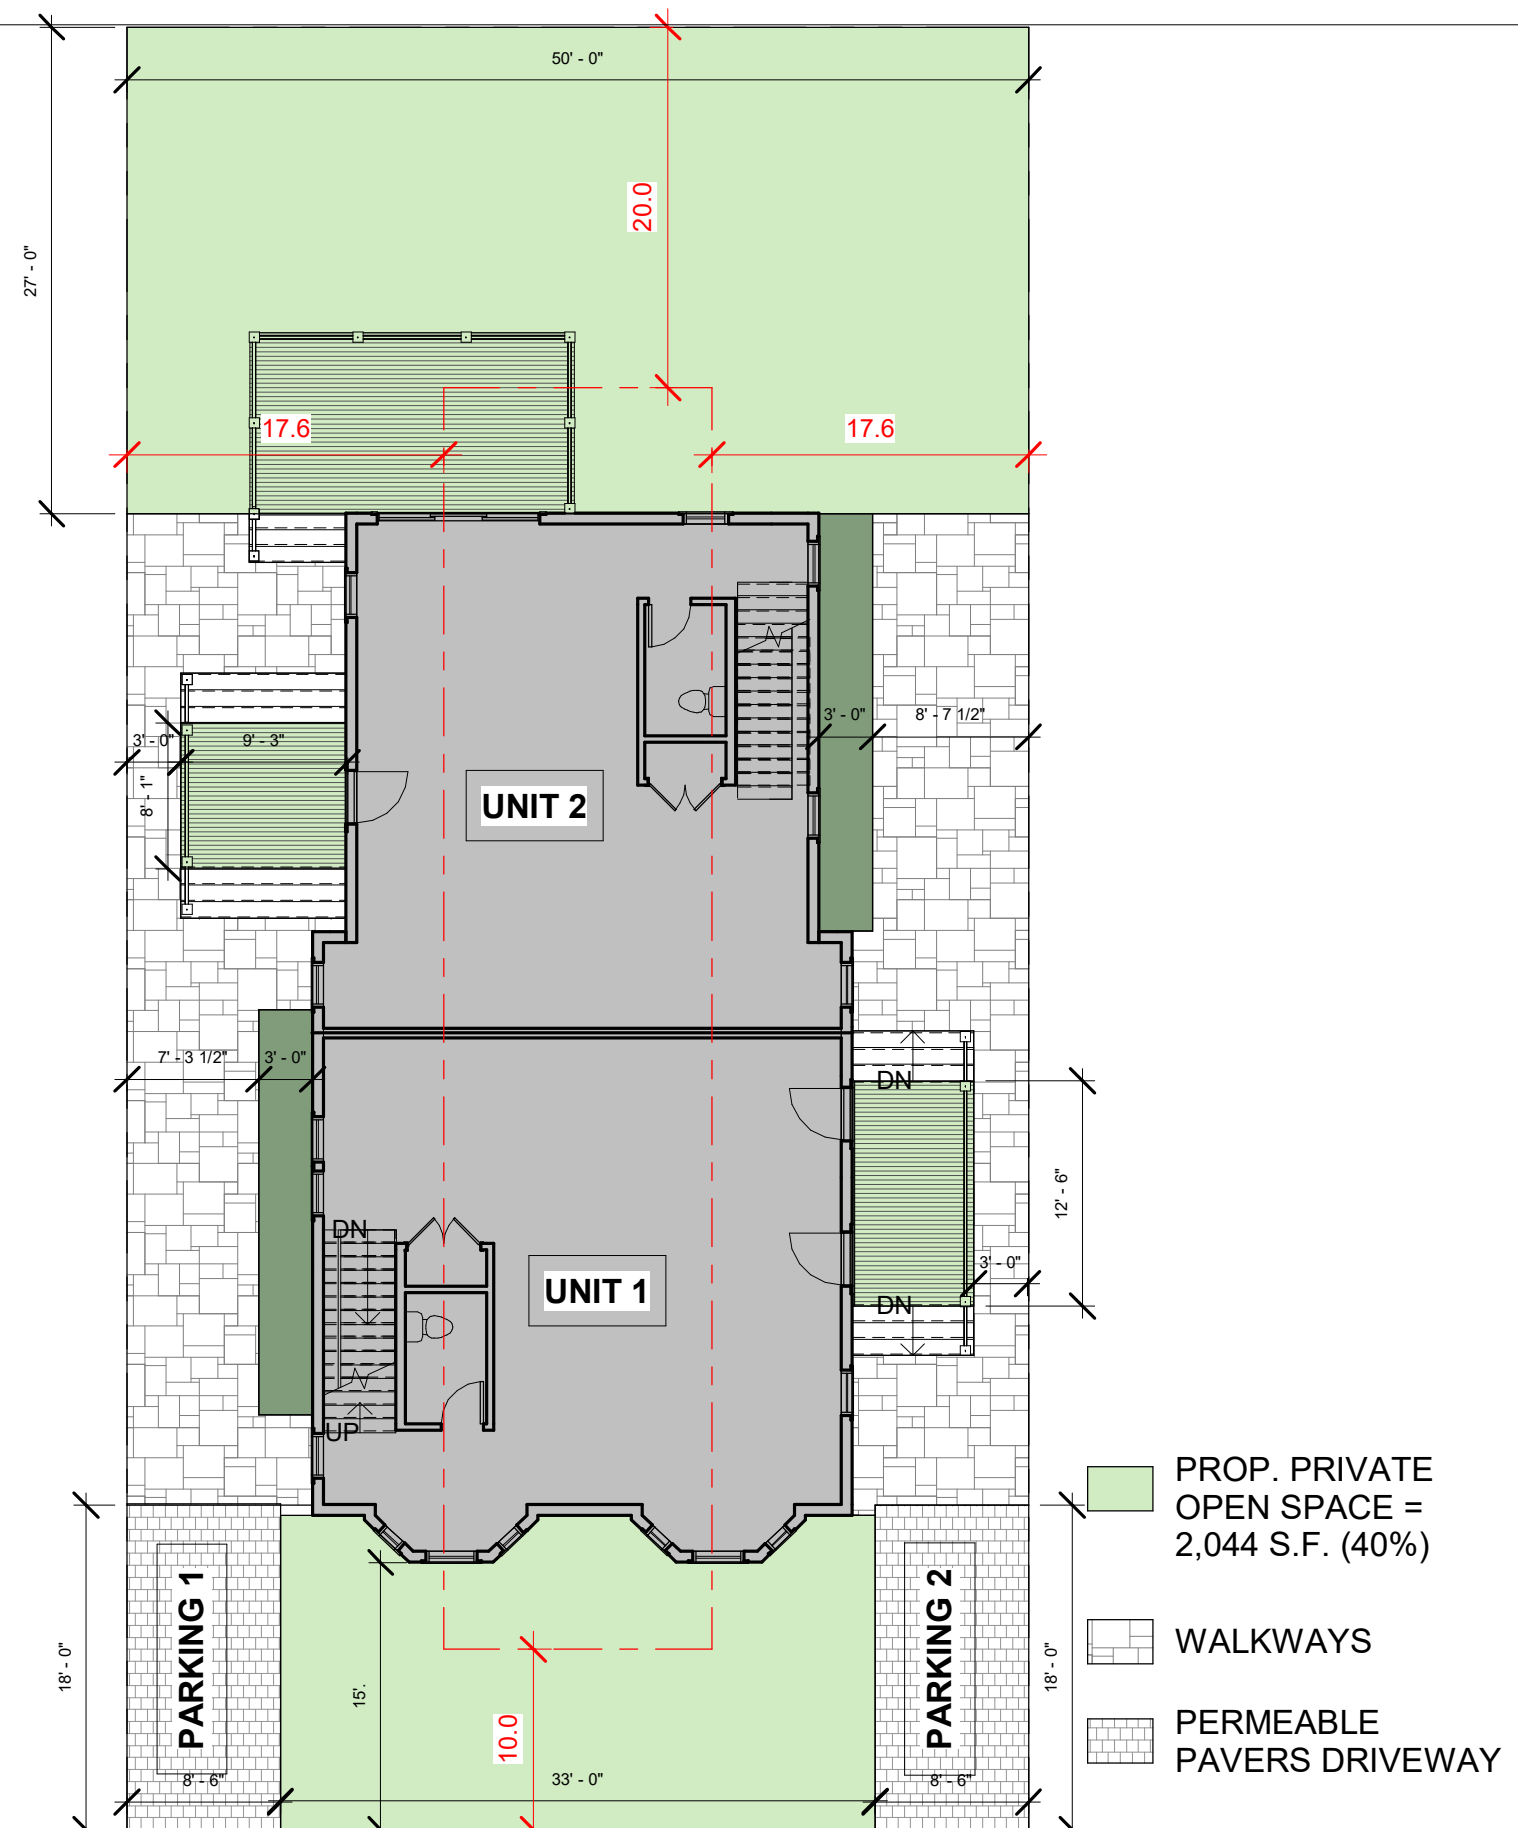 50' - 0"
27' - 0"
20.0
17.6
17.6
3' - 0"
9' - 3"
8' - 1"
3' - 0"
8' - 7 1/2"
UNIT 2
7' - 3 1/2"
3' - 0"
DN
12' - 6"
DN
3' - 0"
UNIT 1
DN
UP
PROP. PRIVATE
OPEN SPACE =
2,044 S.F. (40%)
WALKWAYS
PERMEABLE
PAVERS DRIVEWAY
18' - 0"
PARKING 1
8' - 6"
15'.
10.0
33' - 0"
PARKING 2
8' - 6"
18' - 0"